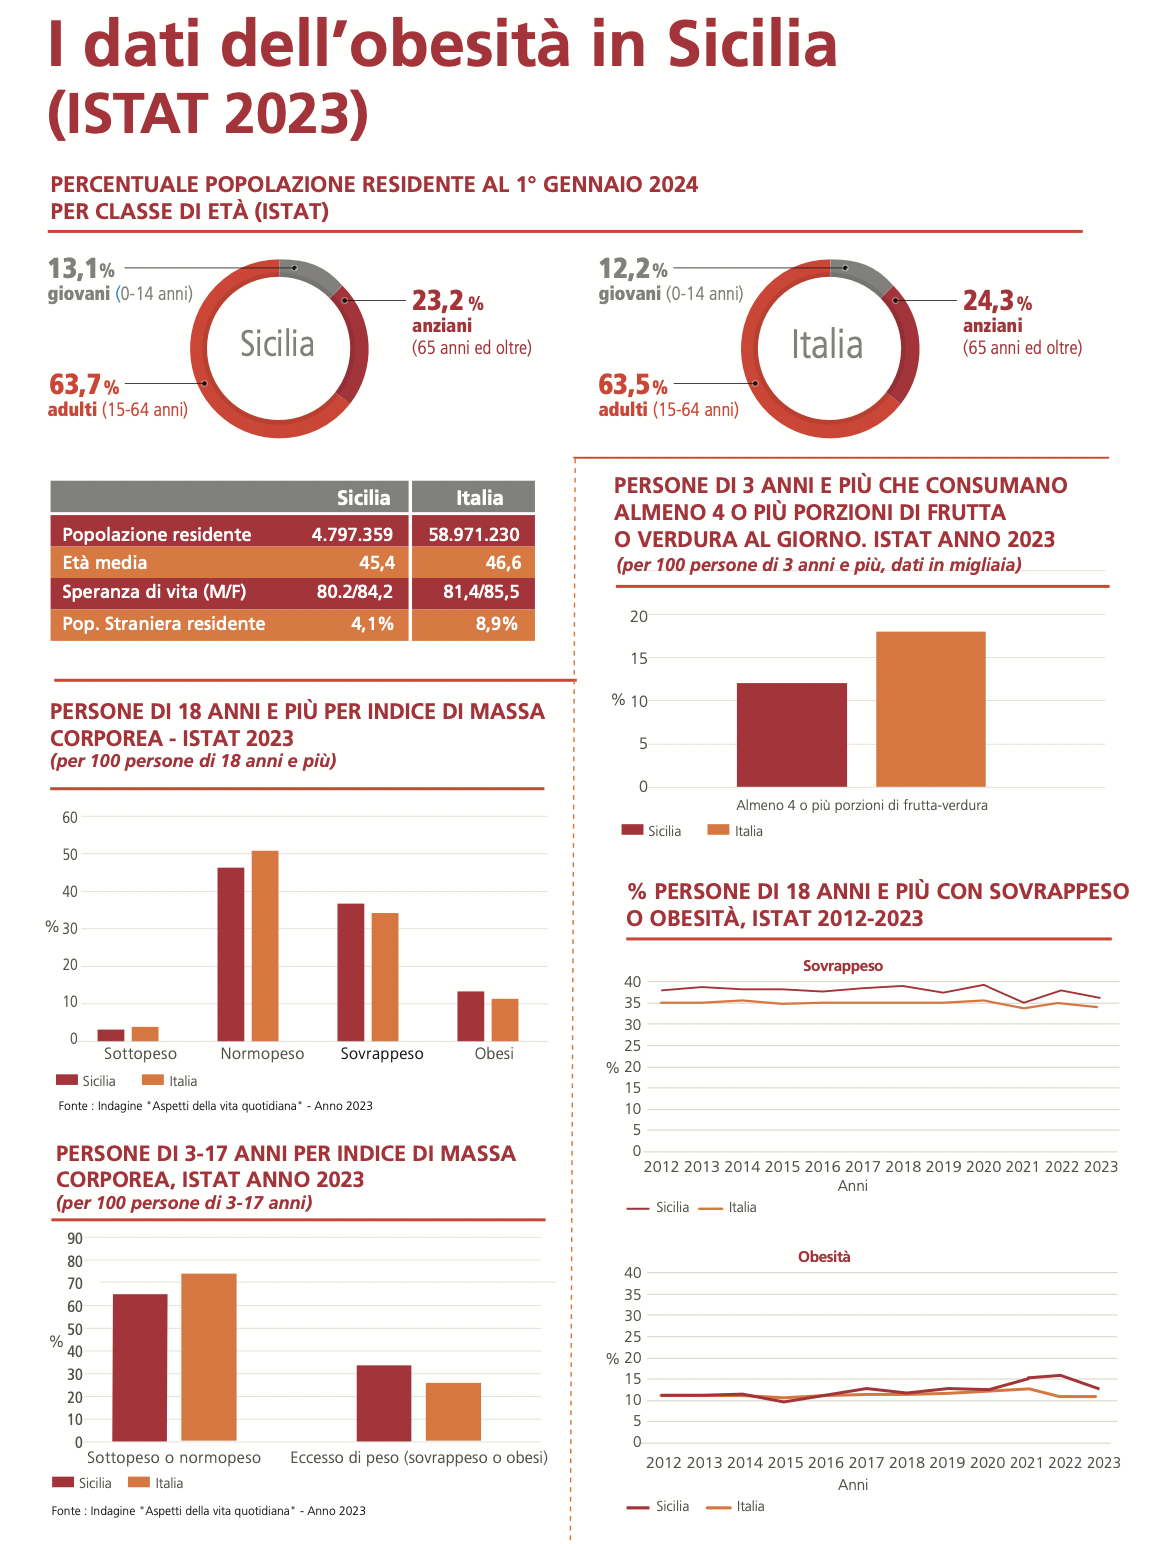 I dati dell’obesità in Sicilia
(ISTAT 2023)
PERCENTUALE POPOLAZIONE RESIDENTE AL 1° GENNAIO 2024
PER CLASSE DI ETÀ (ISTAT)
13,1%
giovani (0-14 anni)
Sicilia
23,2 %
anziani
(65 anni ed oltre)
63,7%
adulti (15-64 anni)
12,2%
giovani (0-14 anni)
Italia
24,3%
anziani
(65 anni ed oltre)
63,5%
adulti (15-64 anni)
Sicilia Italia
Popolazione residente 4.797.359 58.971.230
Età media 45,4 46,6
Speranza di vita (M/F) 80.2/84,2 81,4/85,5
Pop. Straniera residente 4,1% 8,9%
PERSONE DI 18 ANNI E PIÙ PER INDICE DI MASSA
CORPOREA - ISTAT 2023
(per 100 persone di 18 anni e più)
60
50
40
% 30
20
10
0
Sottopeso Normopeso Sovrappeso Obesi
Sicilia Italia
Fonte : Indagine "Aspetti della vita quotidiana" - Anno 2023
PERSONE DI 3-17 ANNI PER INDICE DI MASSA
CORPOREA, ISTAT ANNO 2023
(per 100 persone di 3-17 anni)
90
80
70
60
50
%
40
30
20
10
0
Sottopeso o normopeso Eccesso di peso (sovrappeso o obesi)
Sicilia Italia
Fonte : Indagine "Aspetti della vita quotidiana" - Anno 2023
PERSONE DI 3 ANNI E PIÙ CHE CONSUMANO
ALMENO 4 O PIÙ PORZIONI DI FRUTTA
O VERDURA AL GIORNO. ISTAT ANNO 2023
(per 100 persone di 3 anni e più, dati in migliaia)
20
15
% 10
5
0
Almeno 4 o più porzioni di frutta-verdura
Sicilia Italia
% PERSONE DI 18 ANNI E PIÙ CON SOVRAPPESO
O OBESITÀ, ISTAT 2012-2023
Sovrappeso
40
35
30
25
% 20
15
10
5
0
2012 2013 2014 2015 2016 2017 2018 2019 2020 2021 2022 2023
Anni
Sicilia Italia
Obesità
40
35
30
25
% 20
15
10
5
0
2012 2013 2014 2015 2016 2017 2018 2019 2020 2021 2022 2023
Anni
Sicilia Italia